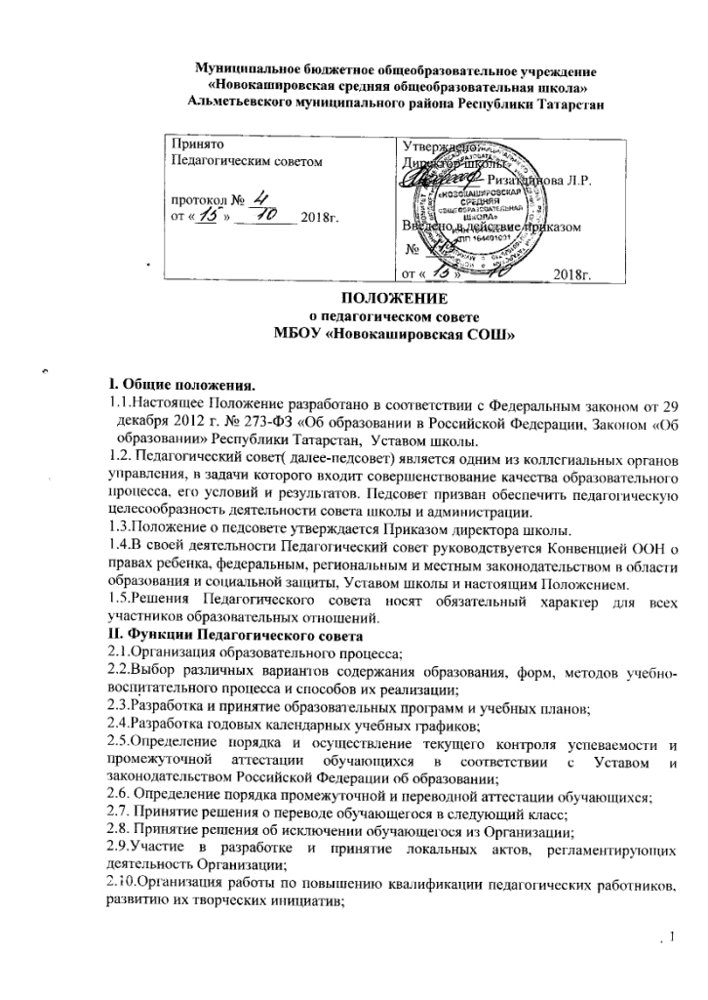 Муниципальное бюджетное общеобразовательное учреждение
«Новокашировская средняя общеобразовательная школа»
Альметьевского муниципального района Республики Татарстан
Принято
Педагогическим советом
протокол № 4
от « 15 » 10 2018г.
Утверждено:
Директор школы
Ризатдинова Л.Р.
«НОВОКАШИРОВСКАЯ
СРЕДНЯЯ
ОБЩЕОБРАЗОВАТЕЛЬНАЯ
ШКОЛА»
Введено в действие приказом
№
от « 15 » 10 2018г.
ПОЛОЖЕНИЕ
о педагогическом совете
МБОУ «Новокашировская СОШ»
I. Общие положения.
1.1.Настоящее Положение разработано в соответствии с Федеральным законом от 29
декабря 2012 г. № 273-ФЗ «Об образовании в Российской Федерации, Законом «Об
образовании» Республики Татарстан, Уставом школы.
1.2. Педагогический совет( далее-педсовет) является одним из коллегиальных органов
управления, в задачи которого входит совершенствование качества образовательного
процесса, его условий и результатов. Педсовет призван обеспечить педагогическую
целесообразность деятельности совета школы и администрации.
1.3.Положение о педсовете утверждается Приказом директора школы.
1.4.В своей деятельности Педагогический совет руководствуется Конвенцией ООН о
правах ребенка, федеральным, региональным и местным законодательством в области
образования и социальной защиты, Уставом школы и настоящим Положением.
1.5.Решения Педагогического совета носят обязательный характер для всех
участников образовательных отношений.
II. Функции Педагогического совета
2.1.Организация образовательного процесса;
2.2.Выбор различных вариантов содержания образования, форм, методов учебно-
воспитательного процесса и способов их реализации;
2.3.Разработка и принятие образовательных программ и учебных планов;
2.4.Разработка годовых календарных учебных графиков;
2.5.Определение порядка и осуществление текущего контроля успеваемости и
промежуточной аттестации обучающихся в соответствии с Уставом и
законодательством Российской Федерации об образовании;
2.6. Определение порядка промежуточной и переводной аттестации обучающихся;
2.7. Принятие решения о переводе обучающегося в следующий класс;
2.8. Принятие решения об исключении обучающегося из Организации;
2.9.Участие в разработке и принятие локальных актов, регламентирующих
деятельность Организации;
2.10.Организация работы по повышению квалификации педагогических работников,
развитию их творческих инициатив;
1